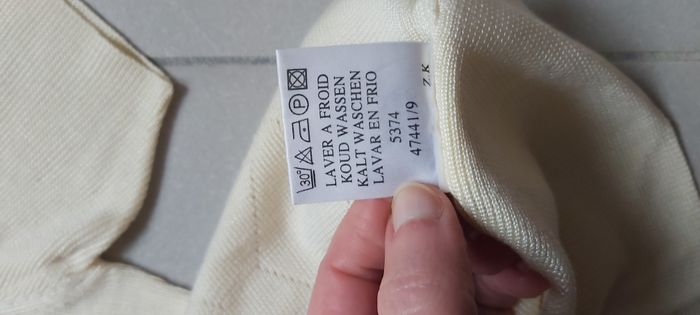 30°
P
LAVER A FROID
KOUD WASSEN
KALT WASCHEN
LAVAR EN FRIO
5374
47441/9
Z.K